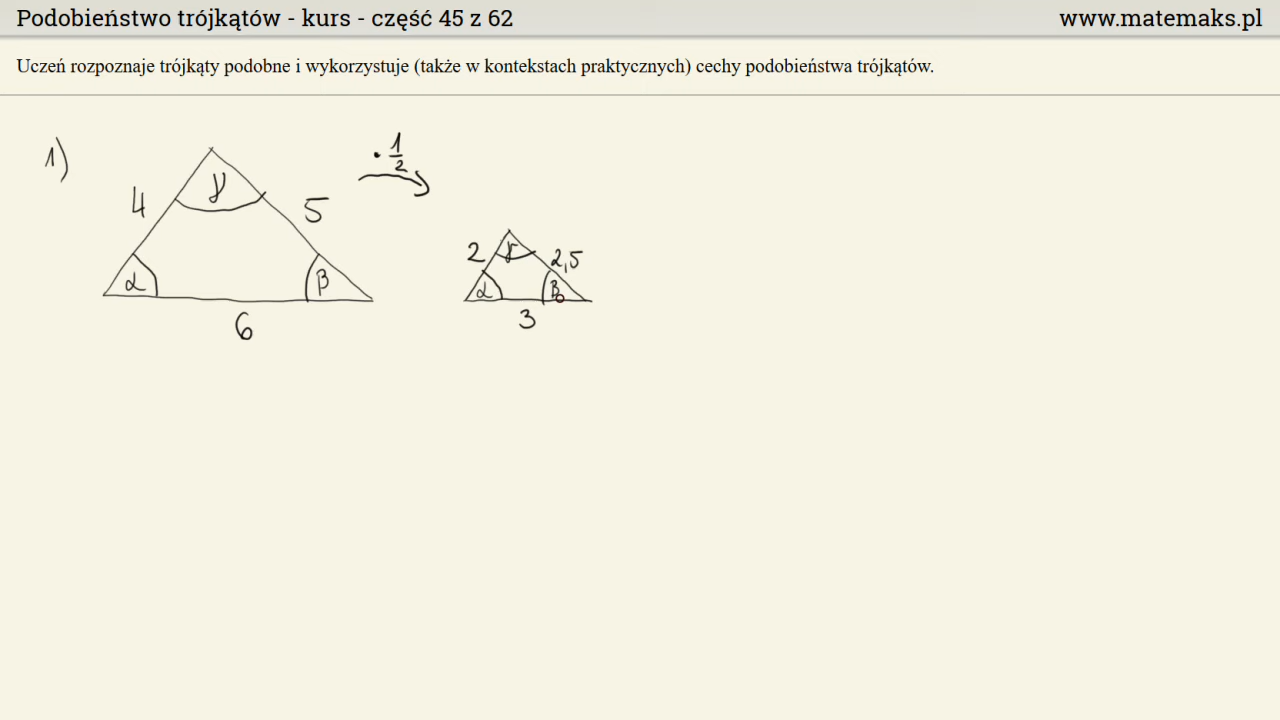 Podobieństwo trójkątów - kurs - część 45 z 62 www.matemaks.pl
Uczeń rozpoznaje trójkąty podobne i wykorzystuje (także w kontekstach praktycznych) cechy podobieństwa trójkątów.
1)
· 1/2
4 γ 5
α β
6
2 γ 2,5
α β
3